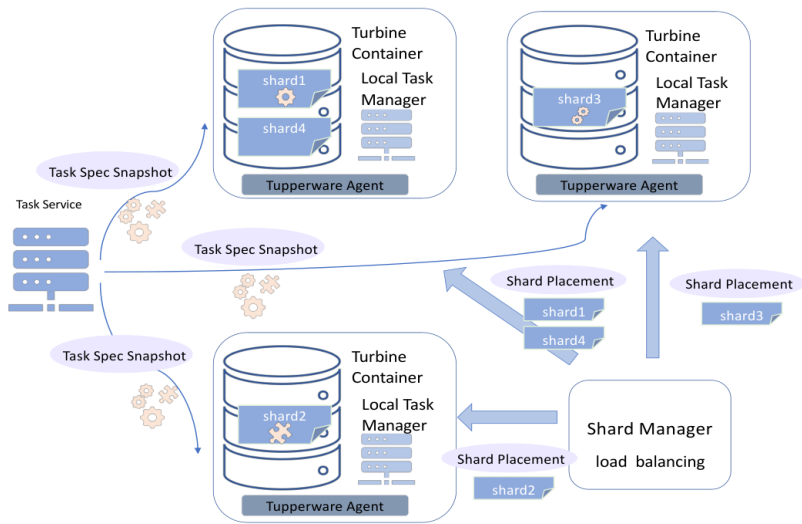 Turbine
Container
shard1
Local Task
Manager
shard4
Tupperware Agent
Turbine
Container
shard3
Local Task
Manager
Tupperware Agent
Task Spec Snapshot
Task Service
Task Spec Snapshot
Shard Placement
shard1
shard4
Shard Placement
shard3
Task Spec Snapshot
Turbine
Container
shard2
Local Task
Manager
Tupperware Agent
Shard Placement
shard2
Shard Manager
load balancing